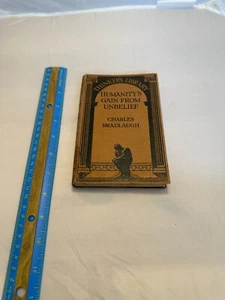 THINKER'S LIBRARY
HUMANITY'S
GAIN FROM
UNBELIEF
CHARLES
BRADLAUGH